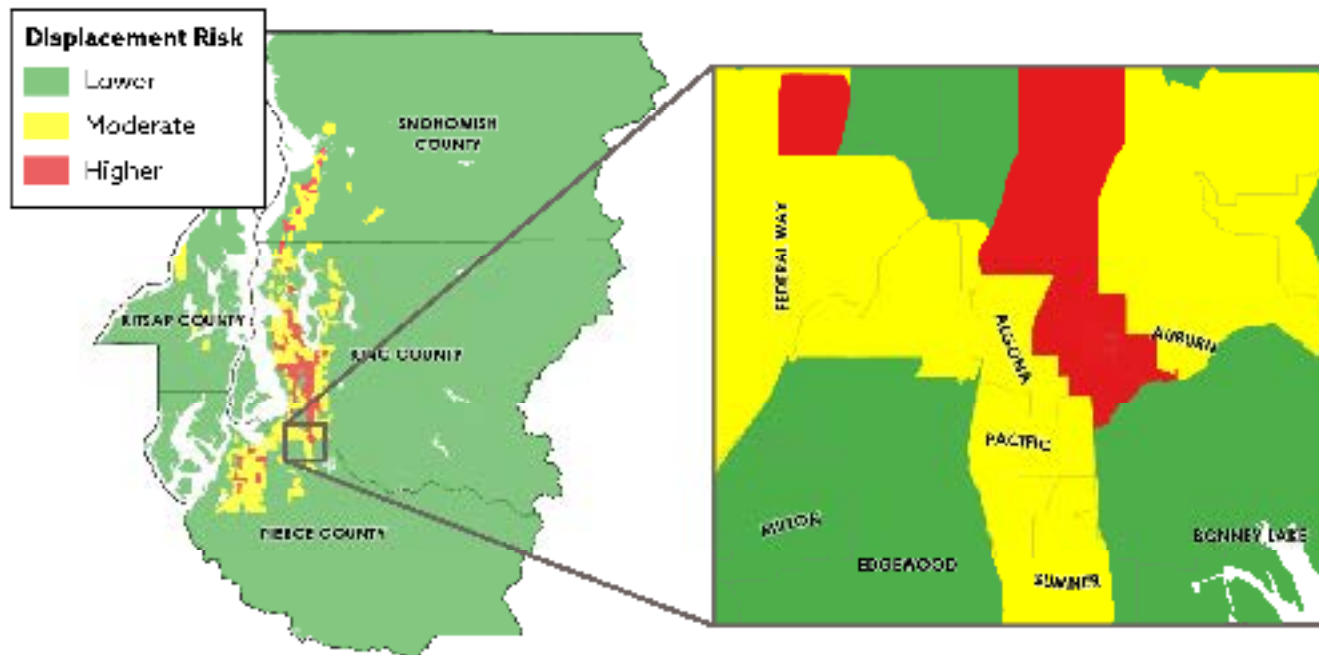 Displacement Risk
Lower
Moderate
Higher
SNOHOMISH
COUNTY
KITSAP COUNTY
KING COUNTY
PIERCE COUNTY
FEDERAL WAY
ALGONA
AUBURN
PACIFIC
MILTON
EDGEWOOD
SUMNER
BONNEY LAKE